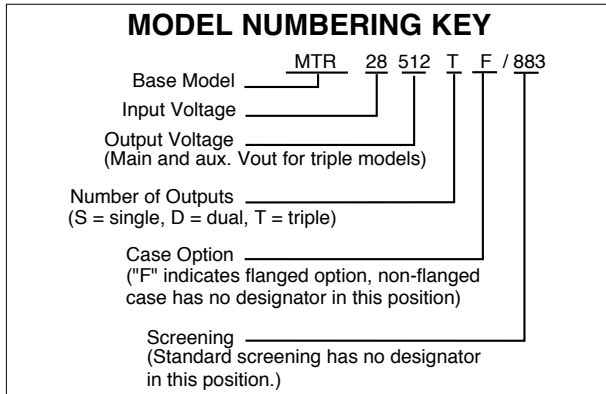 MODEL NUMBERING KEY
MTR 28 512 T F / 883
Base Model
Input Voltage
Output Voltage
(Main and aux. Vout for triple models)
Number of Outputs
(S = single, D = dual, T = triple)
Case Option
("F" indicates flanged option, non-flanged
case has no designator in this position)
Screening
(Standard screening has no designator
in this position.)